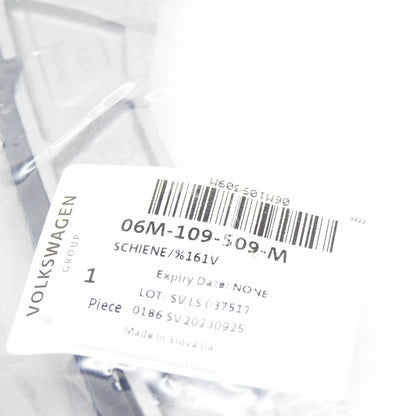 VOLKSWAGEN
GROUP
06M109509M
1822
06M-109-509-M
SCHIENE/%161V
1
Piece
Expiry Date: NONE
LOT: SV LS 037517
0186 SV 20230925
Made in Slovakia